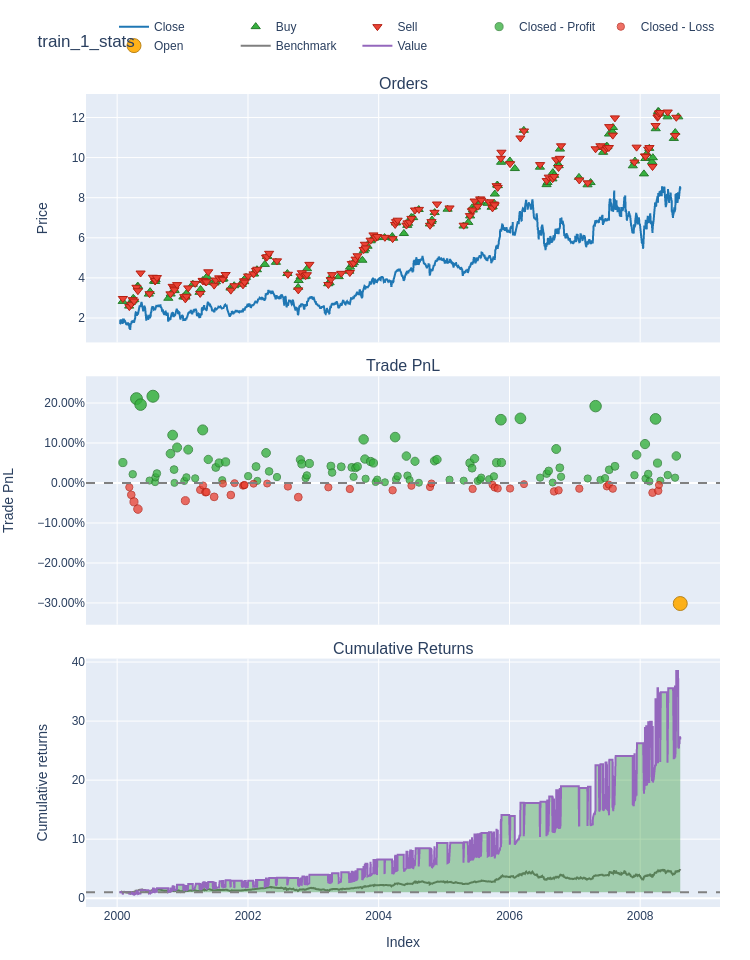 train_1_stats
Close
Buy
Sell
Closed - Profit
Closed - Loss
Open
Benchmark
Value
Orders
12
10
8
6
4
2
Price
Trade PnL
20.00%
10.00%
0.00%
−10.00%
−20.00%
−30.00%
Trade PnL
Cumulative Returns
40
30
20
10
0
Cumulative returns
2000
2002
2004
2006
2008
Index